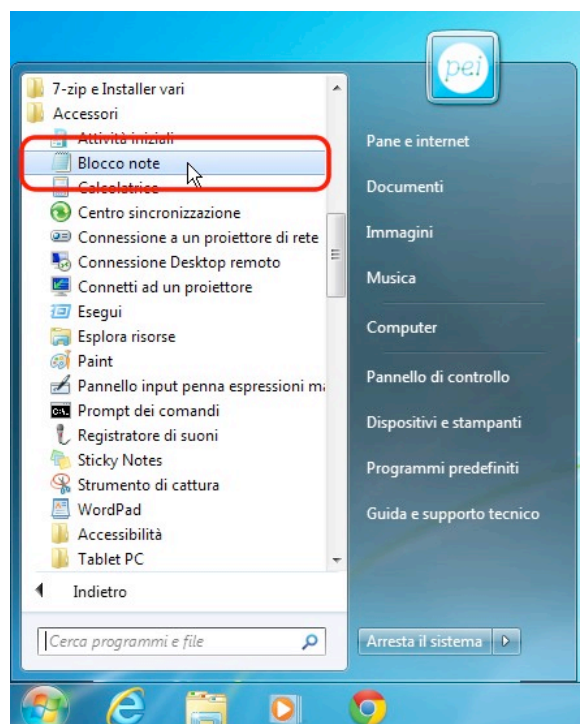 pei
7-zip e Installer vari
Accessori
Attività iniziali
Blocco note
Calcolatrice
Centro sincronizzazione
Connessione a un proiettore di rete
Connessione Desktop remoto
Connetti ad un proiettore
Esegui
Esplora risorse
Paint
Pannello input penna espressioni ma
Prompt dei comandi
Registratore di suoni
Sticky Notes
Strumento di cattura
WordPad
Accessibilità
Tablet PC
Indietro
Cerca programmi e file
Pane e internet
Documenti
Immagini
Musica
Computer
Pannello di controllo
Dispositivi e stampanti
Programmi predefiniti
Guida e supporto tecnico
Arresta il sistema